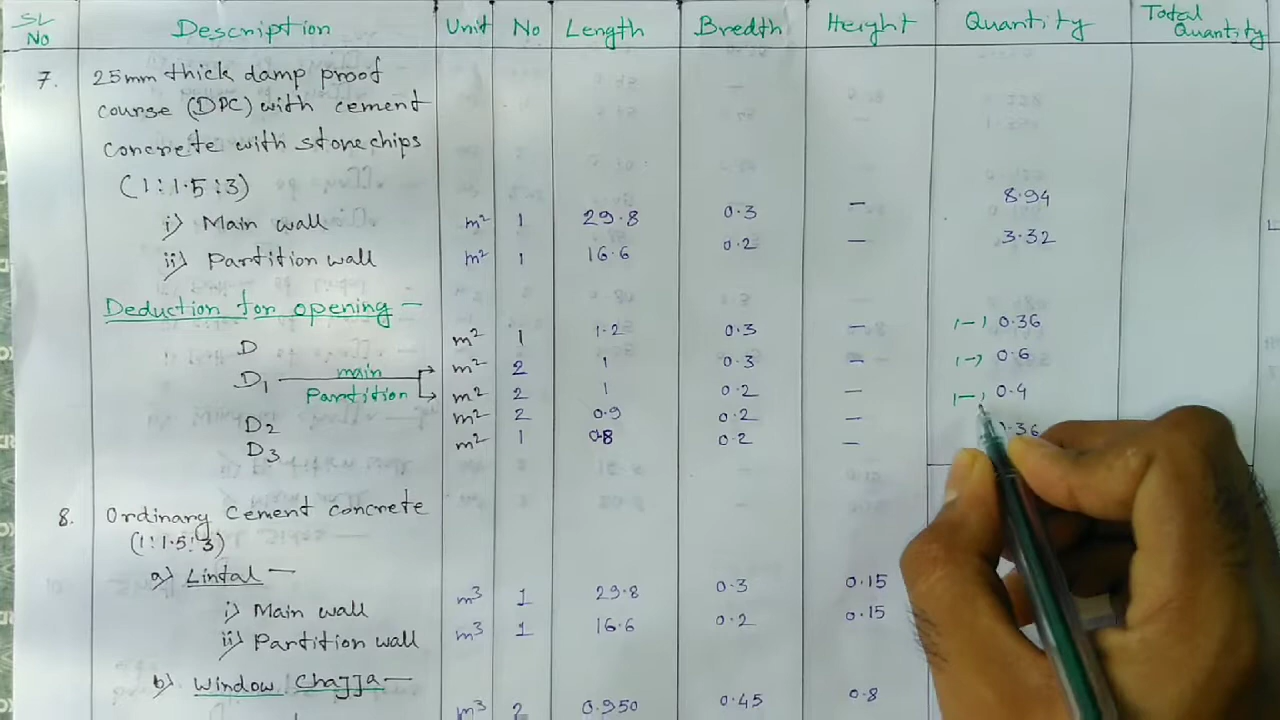 SL No Description Unit No Length Bredth Height Quantity Total Quantity
7. 25mm thick damp proof
course (DPC) with cement
concrete with stone chips
(1:1.5:3)
i) Main wall m² 1 29.8 0.3 — 8.94
ii) Partition wall m² 1 16.6 0.2 — 3.32
Deduction for opening —
D m² 1 1.2 0.3 — (-) 0.36
D1 main m² 2 1 0.3 — (-) 0.6
Partition m² 2 1 0.2 — (-) 0.4
D2 m² 2 0.9 0.2 — 0.36
D3 m² 1 0.8 0.2 —
8. Ordinary Cement concrete
(1:1.5:3)
a) Lintal —
i) Main wall m³ 1 29.8 0.3 0.15
ii) Partition wall m³ 1 16.6 0.2 0.15
b) Window Chajja —
m³ 2 0.950 0.45 0.8